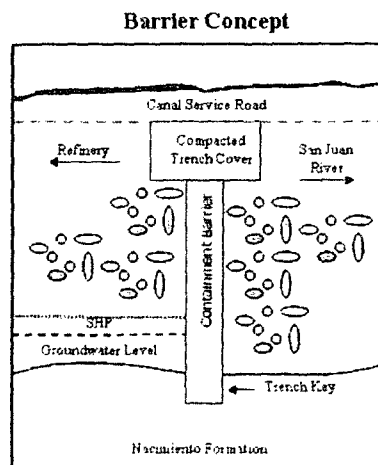 Barrier Concept
Canal Service Road
Compacted
Trench Cover
Refinery
San Juan
River
Containment Barrier
SHP
Groundwater Level
Trench Key
Nacimiento Formation